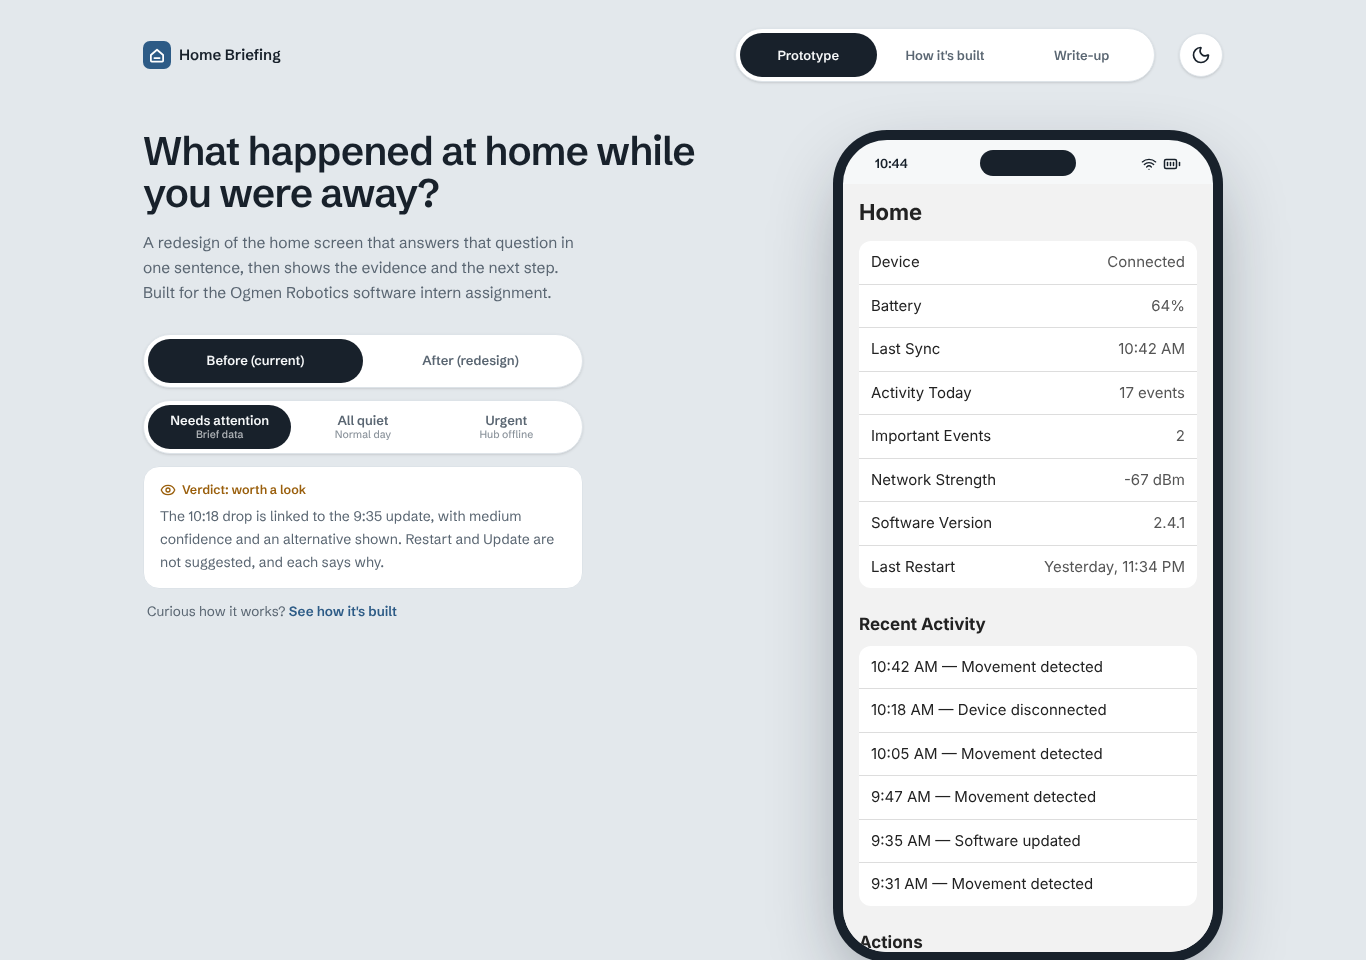 Home Briefing
Prototype
How it's built
Write-up
What happened at home while
you were away?
A redesign of the home screen that answers that question in
one sentence, then shows the evidence and the next step.
Built for the Ogmen Robotics software intern assignment.
Before (current)
After (redesign)
Needs attention
Brief data
All quiet
Normal day
Urgent
Hub offline
Verdict: worth a look
The 10:18 drop is linked to the 9:35 update, with medium
confidence and an alternative shown. Restart and Update are
not suggested, and each says why.
Curious how it works? See how it's built
10:44
Home
Device Connected
Battery 64%
Last Sync 10:42 AM
Activity Today 17 events
Important Events 2
Network Strength -67 dBm
Software Version 2.4.1
Last Restart Yesterday, 11:34 PM
Recent Activity
10:42 AM — Movement detected
10:18 AM — Device disconnected
10:05 AM — Movement detected
9:47 AM — Movement detected
9:35 AM — Software updated
9:31 AM — Movement detected
Actions